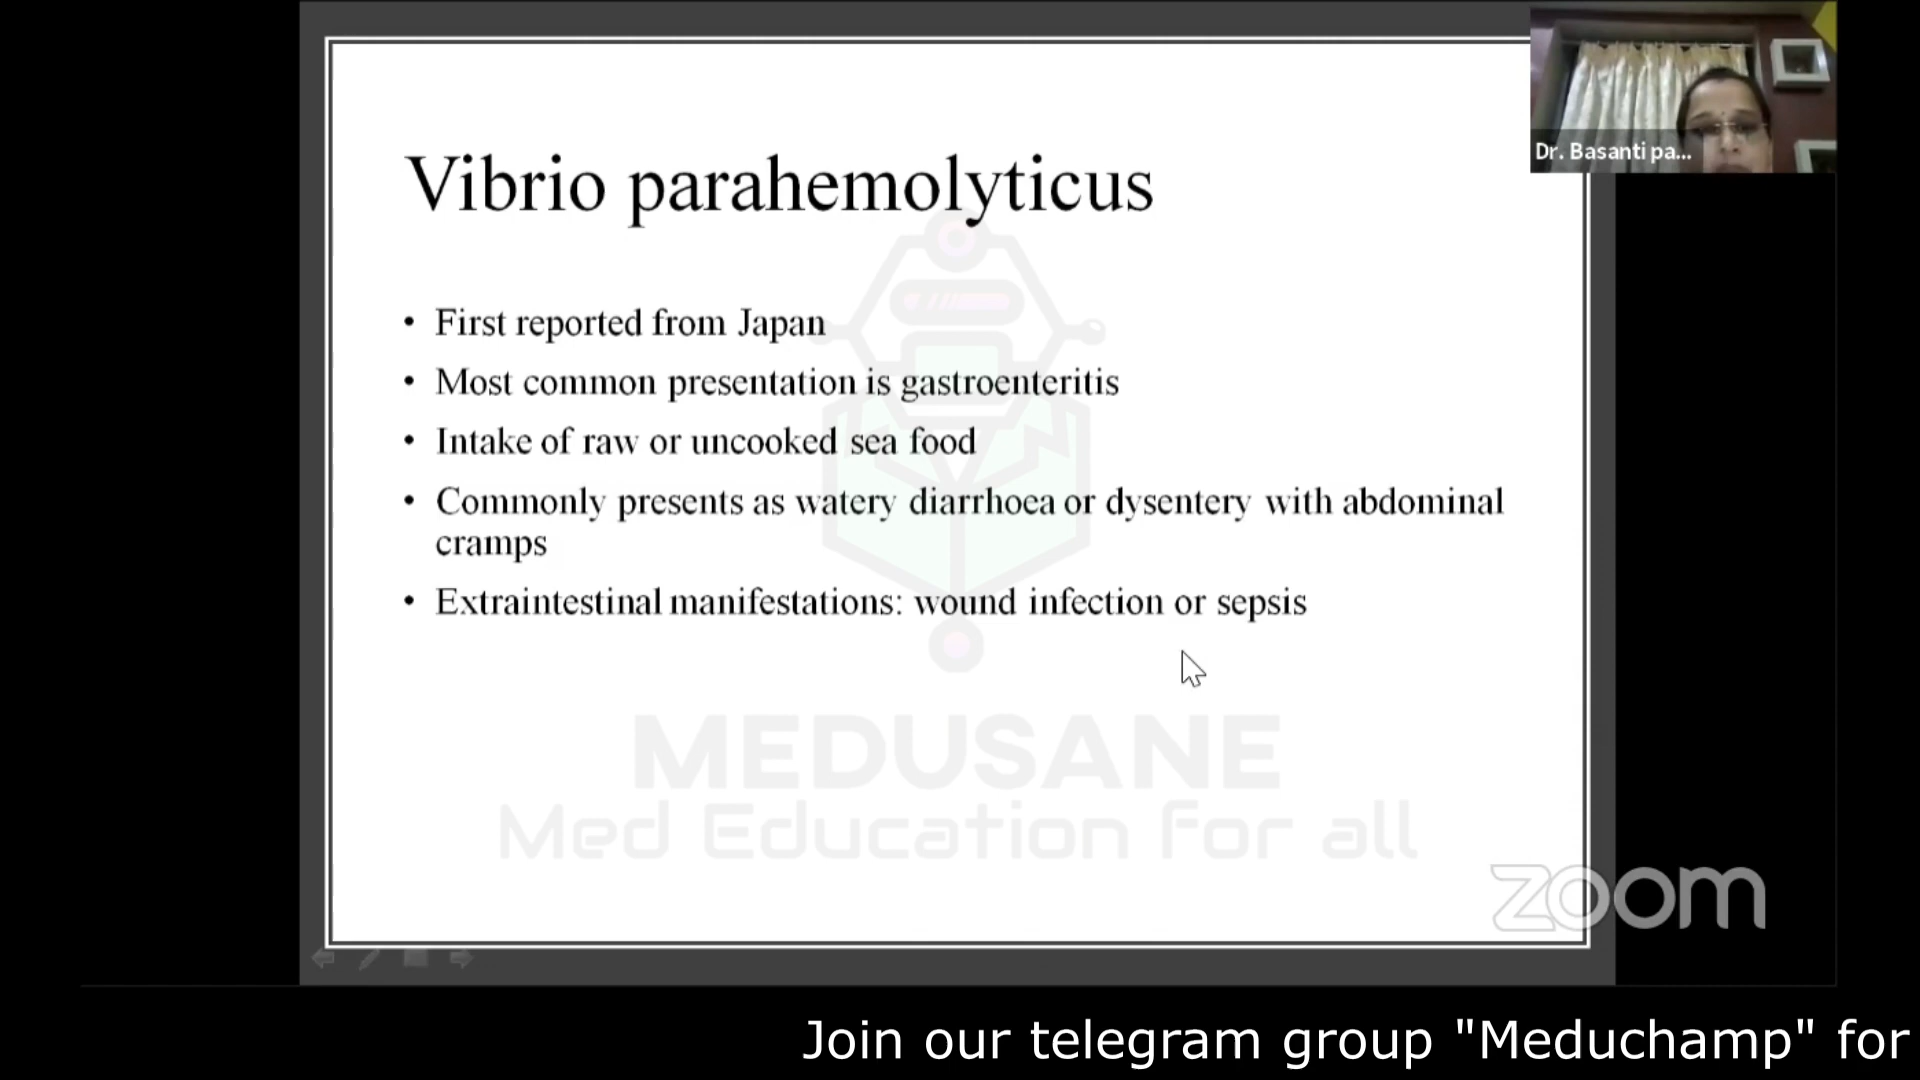 Dr. Basanti pa...
Vibrio parahemolyticus
• First reported from Japan
• Most common presentation is gastroenteritis
• Intake of raw or uncooked sea food
• Commonly presents as watery diarrhoea or dysentery with abdominal
cramps
• Extraintestinal manifestations: wound infection or sepsis
MEDUSANE
Med Education For all
zoom
Join our telegram group "Meduchamp" for